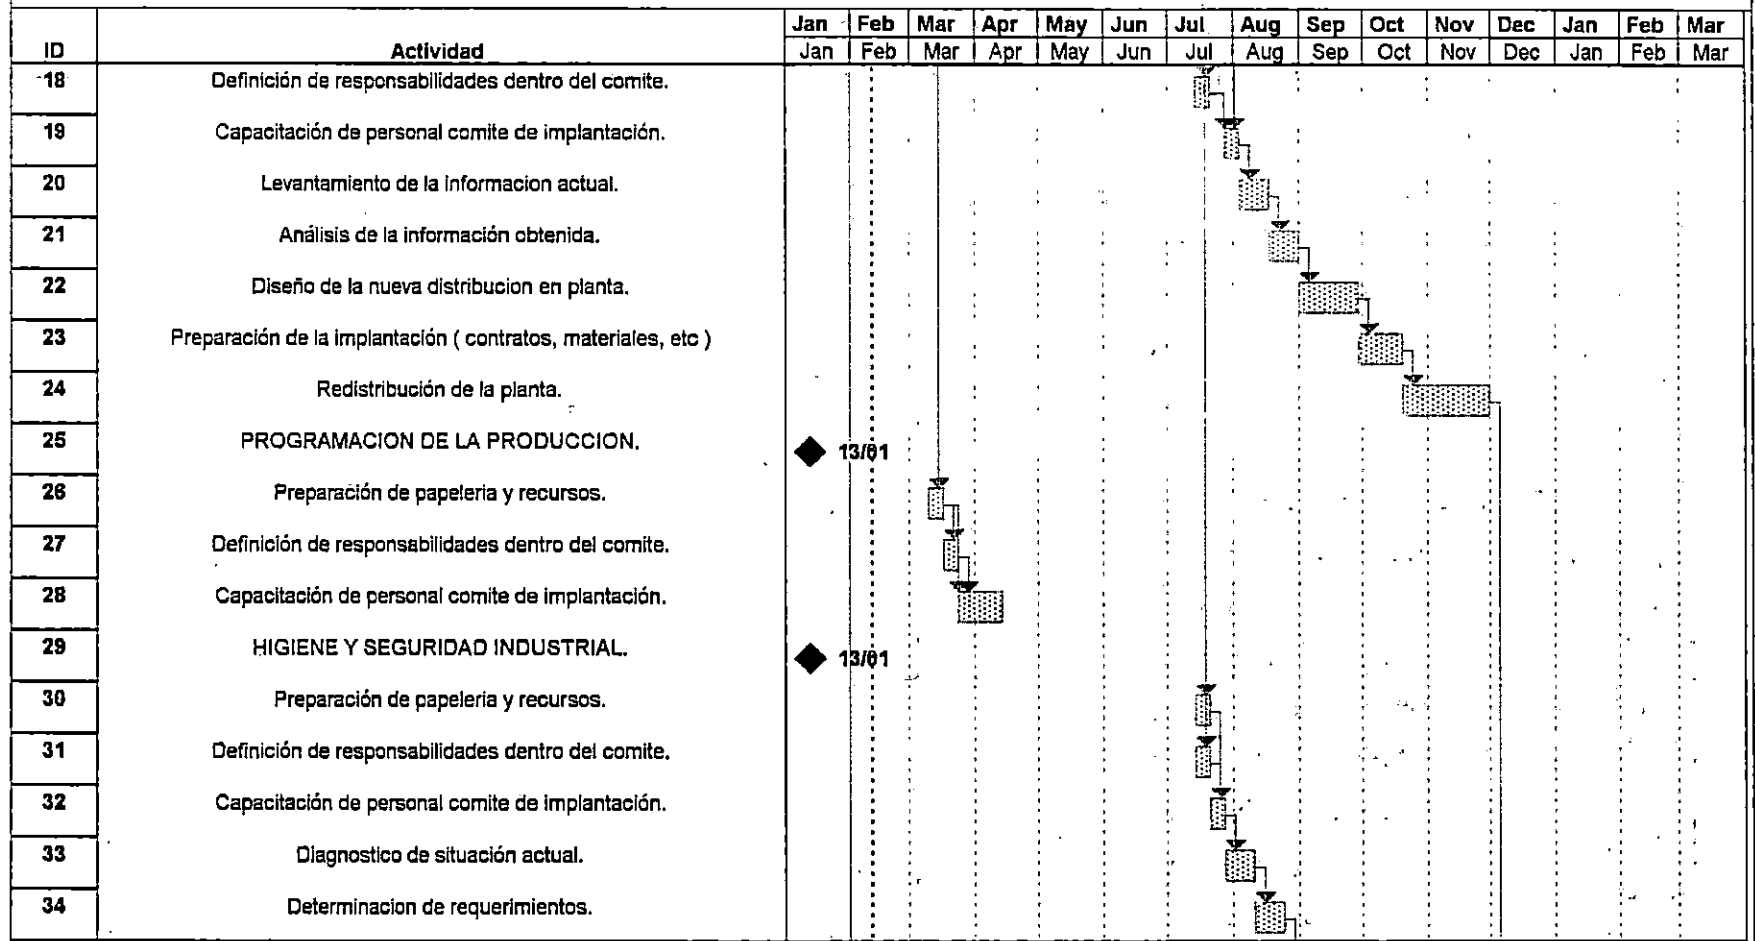 Jan Feb Mar Apr May Jun Jul Aug Sep Oct Nov Dec Jan Feb Mar
ID Actividad Jan Feb Mar Apr May Jun Jul Aug Sep Oct Nov Dec Jan Feb Mar
18 Definición de responsabilidades dentro del comite.
19 Capacitación de personal comite de implantación.
20 Levantamiento de la informacion actual.
21 Análisis de la información obtenida.
22 Diseño de la nueva distribucion en planta.
23 Preparación de la implantación ( contratos, materiales, etc )
24 Redistribución de la planta.
25 PROGRAMACION DE LA PRODUCCION. 13/01
26 Preparación de papeleria y recursos.
27 Definición de responsabilidades dentro del comite.
28 Capacitación de personal comite de implantación.
29 HIGIENE Y SEGURIDAD INDUSTRIAL. 13/01
30 Preparación de papeleria y recursos.
31 Definición de responsabilidades dentro del comite.
32 Capacitación de personal comite de implantación.
33 Diagnostico de situación actual.
34 Determinacion de requerimientos.